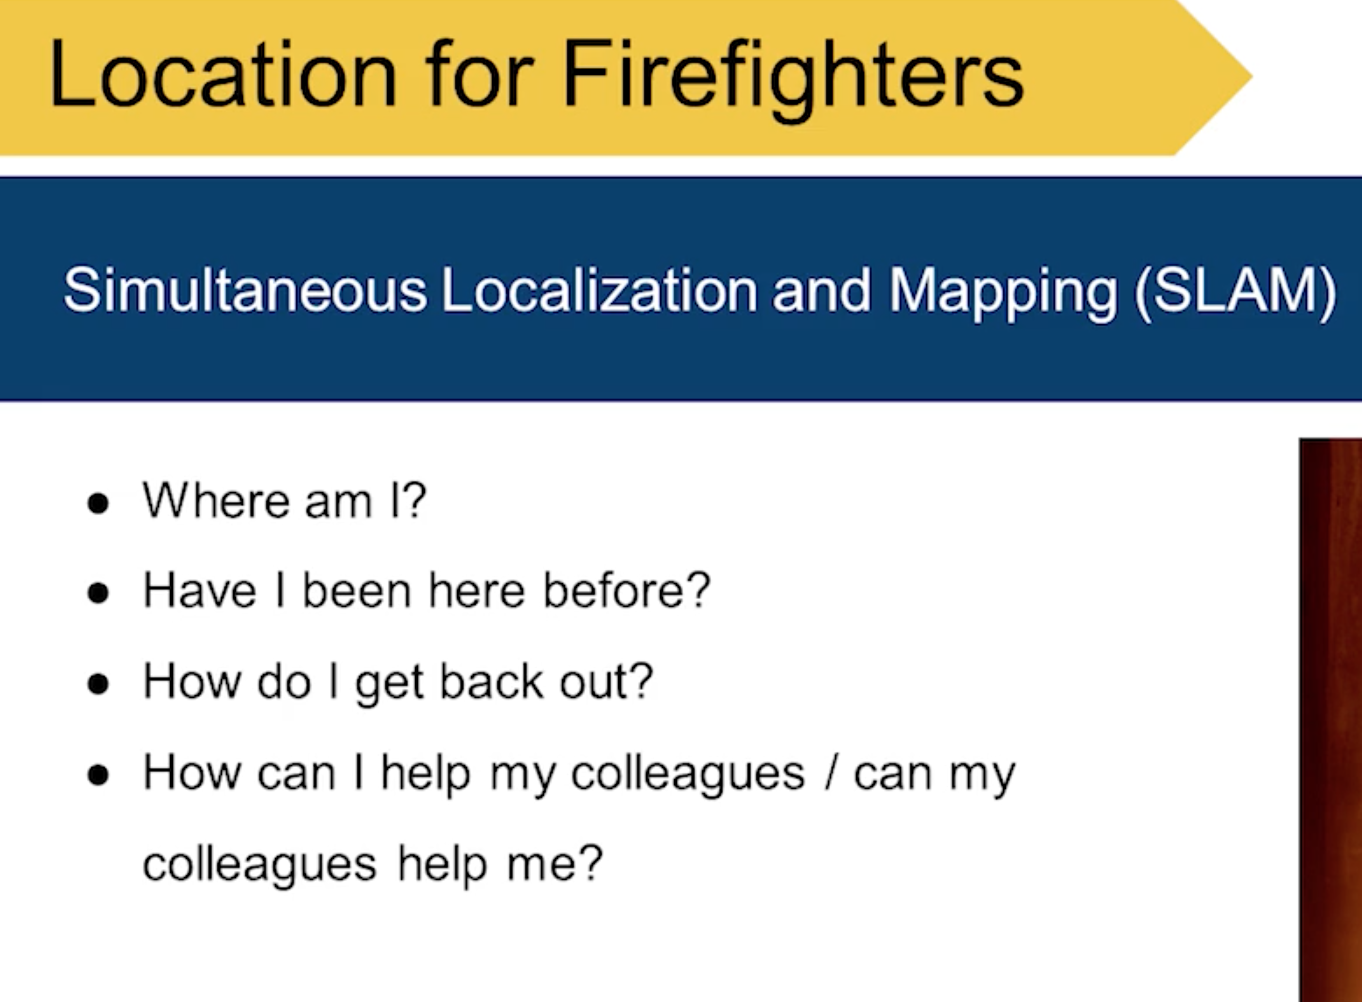 Location for Firefighters
Simultaneous Localization and Mapping (SLAM)
● Where am I?
● Have I been here before?
● How do I get back out?
● How can I help my colleagues / can my
colleagues help me?